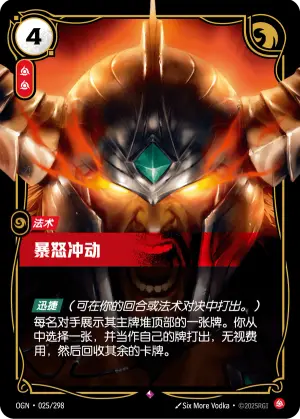 4
法术
暴怒冲动
迅捷 （可在你的回合或法术对决中打出。）
每名对手展示其主牌堆顶部的一张牌。你从
中选择一张，并当作自己的牌打出，无视费
用，然后回收其余的卡牌。
OGN • 025/298
Six More Vodka • ©2025RGI